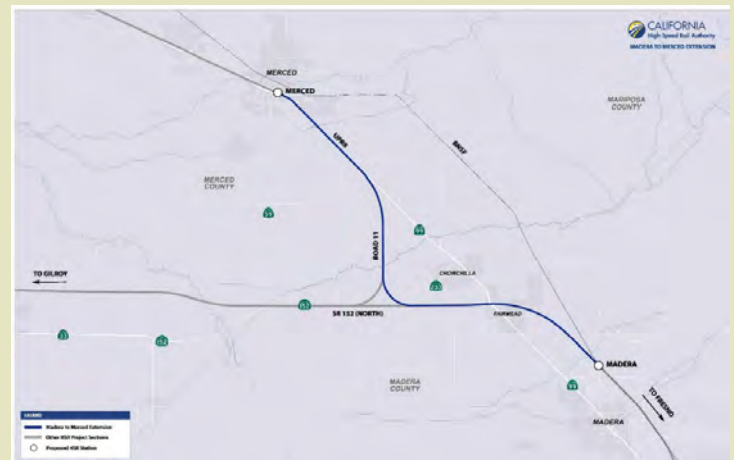 CALIFORNIA
High-Speed Rail Authority
MADERA TO MERCED EXTENSION
MERCED
MERCED
MARIPOSA
COUNTY
UPRR
BNSF
MERCED
COUNTY
59
99
ROAD 11
TO GILROY
CHOWCHILLA
233
152
SR 152 (NORTH)
FAIRMEAD
33
152
MADERA
MADERA
COUNTY
99
TO FRESNO
MADERA
LEGEND
Madera to Merced Extension
Other HSR Project Sections
Proposed HSR Station